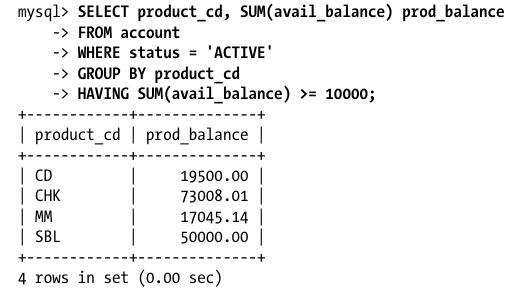 mysql> SELECT product_cd, SUM(avail_balance) prod_balance
    -> FROM account
    -> WHERE status = 'ACTIVE'
    -> GROUP BY product_cd
    -> HAVING SUM(avail_balance) >= 10000;
+------------+--------------+
| product_cd | prod_balance |
+------------+--------------+
| CD         |     19500.00 |
| CHK        |     73008.01 |
| MM         |     17045.14 |
| SBL        |     50000.00 |
+------------+--------------+
4 rows in set (0.00 sec)